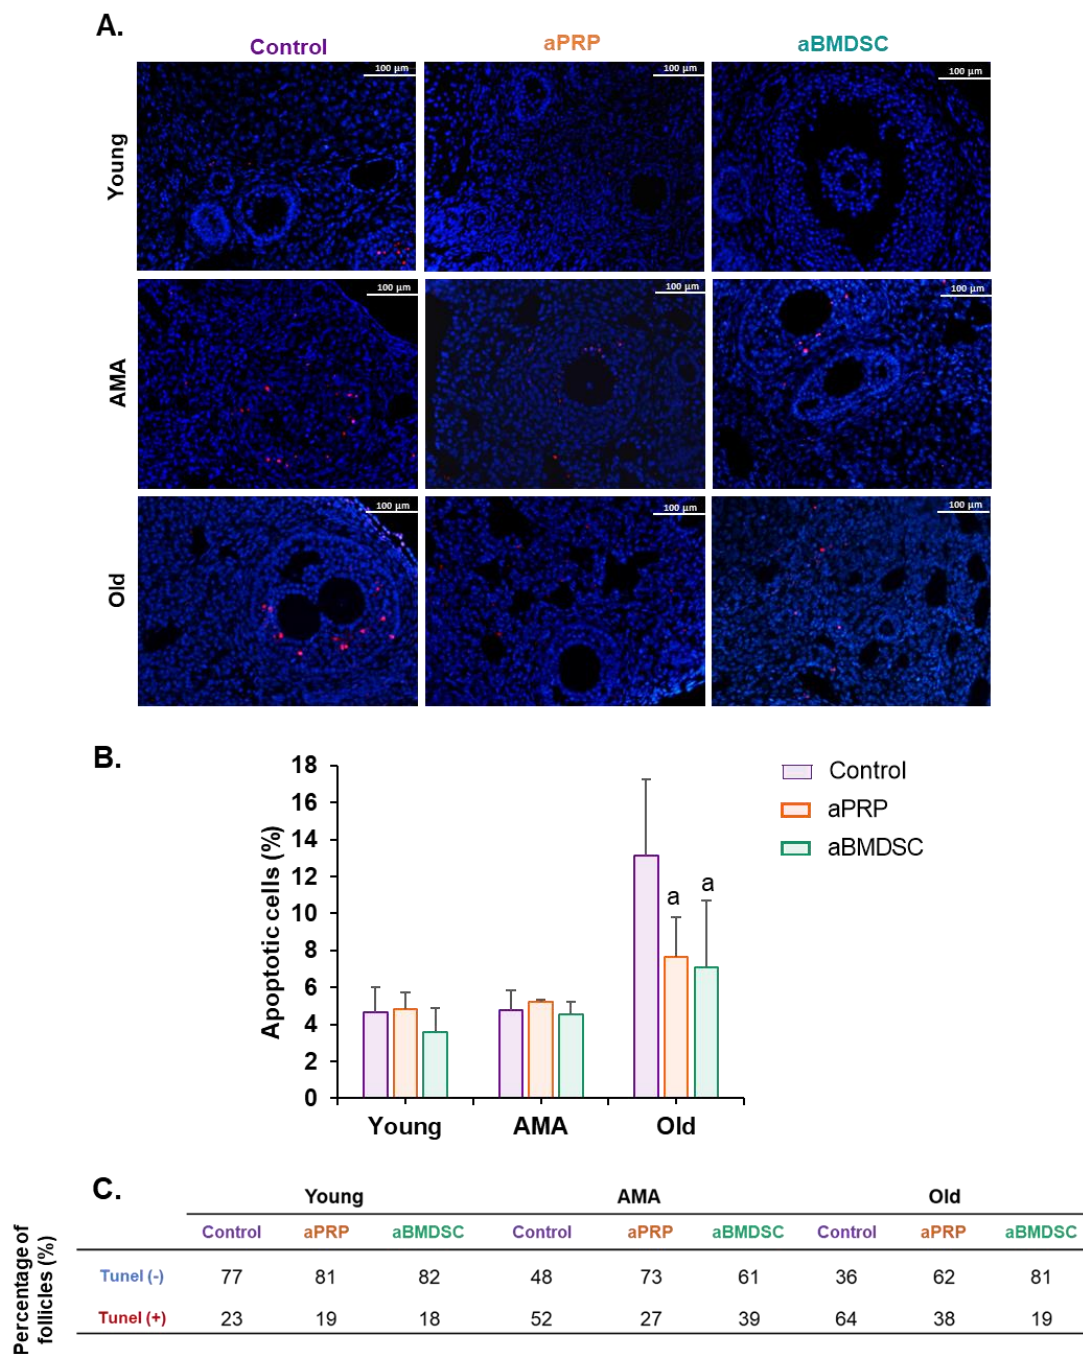 A.
Control aPRP aBMDSC
Young
100 µm 100 µm 100 µm
AMA
100 µm 100 µm 100 µm
Old
100 µm 100 µm 100 µm
B.
Apoptotic cells (%)
18
16
14
12
10
8
6
4
2
0
a a
Young AMA Old
Control
aPRP
aBMDSC
C.
Young AMA Old
Control aPRP aBMDSC Control aPRP aBMDSC Control aPRP aBMDSC
Percentage of
follicles (%)
Tunel (-) 77 81 82 48 73 61 36 62 81
Tunel (+) 23 19 18 52 27 39 64 38 19